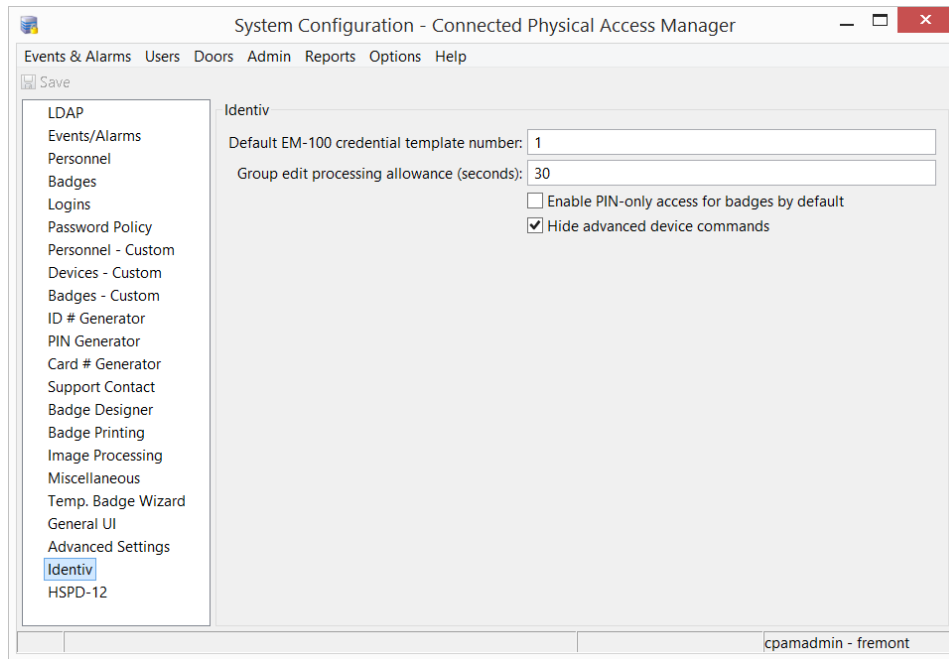 System Configuration - Connected Physical Access Manager
Events & Alarms Users Doors Admin Reports Options Help
Save
LDAP
Events/Alarms
Personnel
Badges
Logins
Password Policy
Personnel - Custom
Devices - Custom
Badges - Custom
ID # Generator
PIN Generator
Card # Generator
Support Contact
Badge Designer
Badge Printing
Image Processing
Miscellaneous
Temp. Badge Wizard
General UI
Advanced Settings
Identiv
HSPD-12
Identiv
Default EM-100 credential template number: 1
Group edit processing allowance (seconds): 30
Enable PIN-only access for badges by default
Hide advanced device commands
cpamadmin - fremont